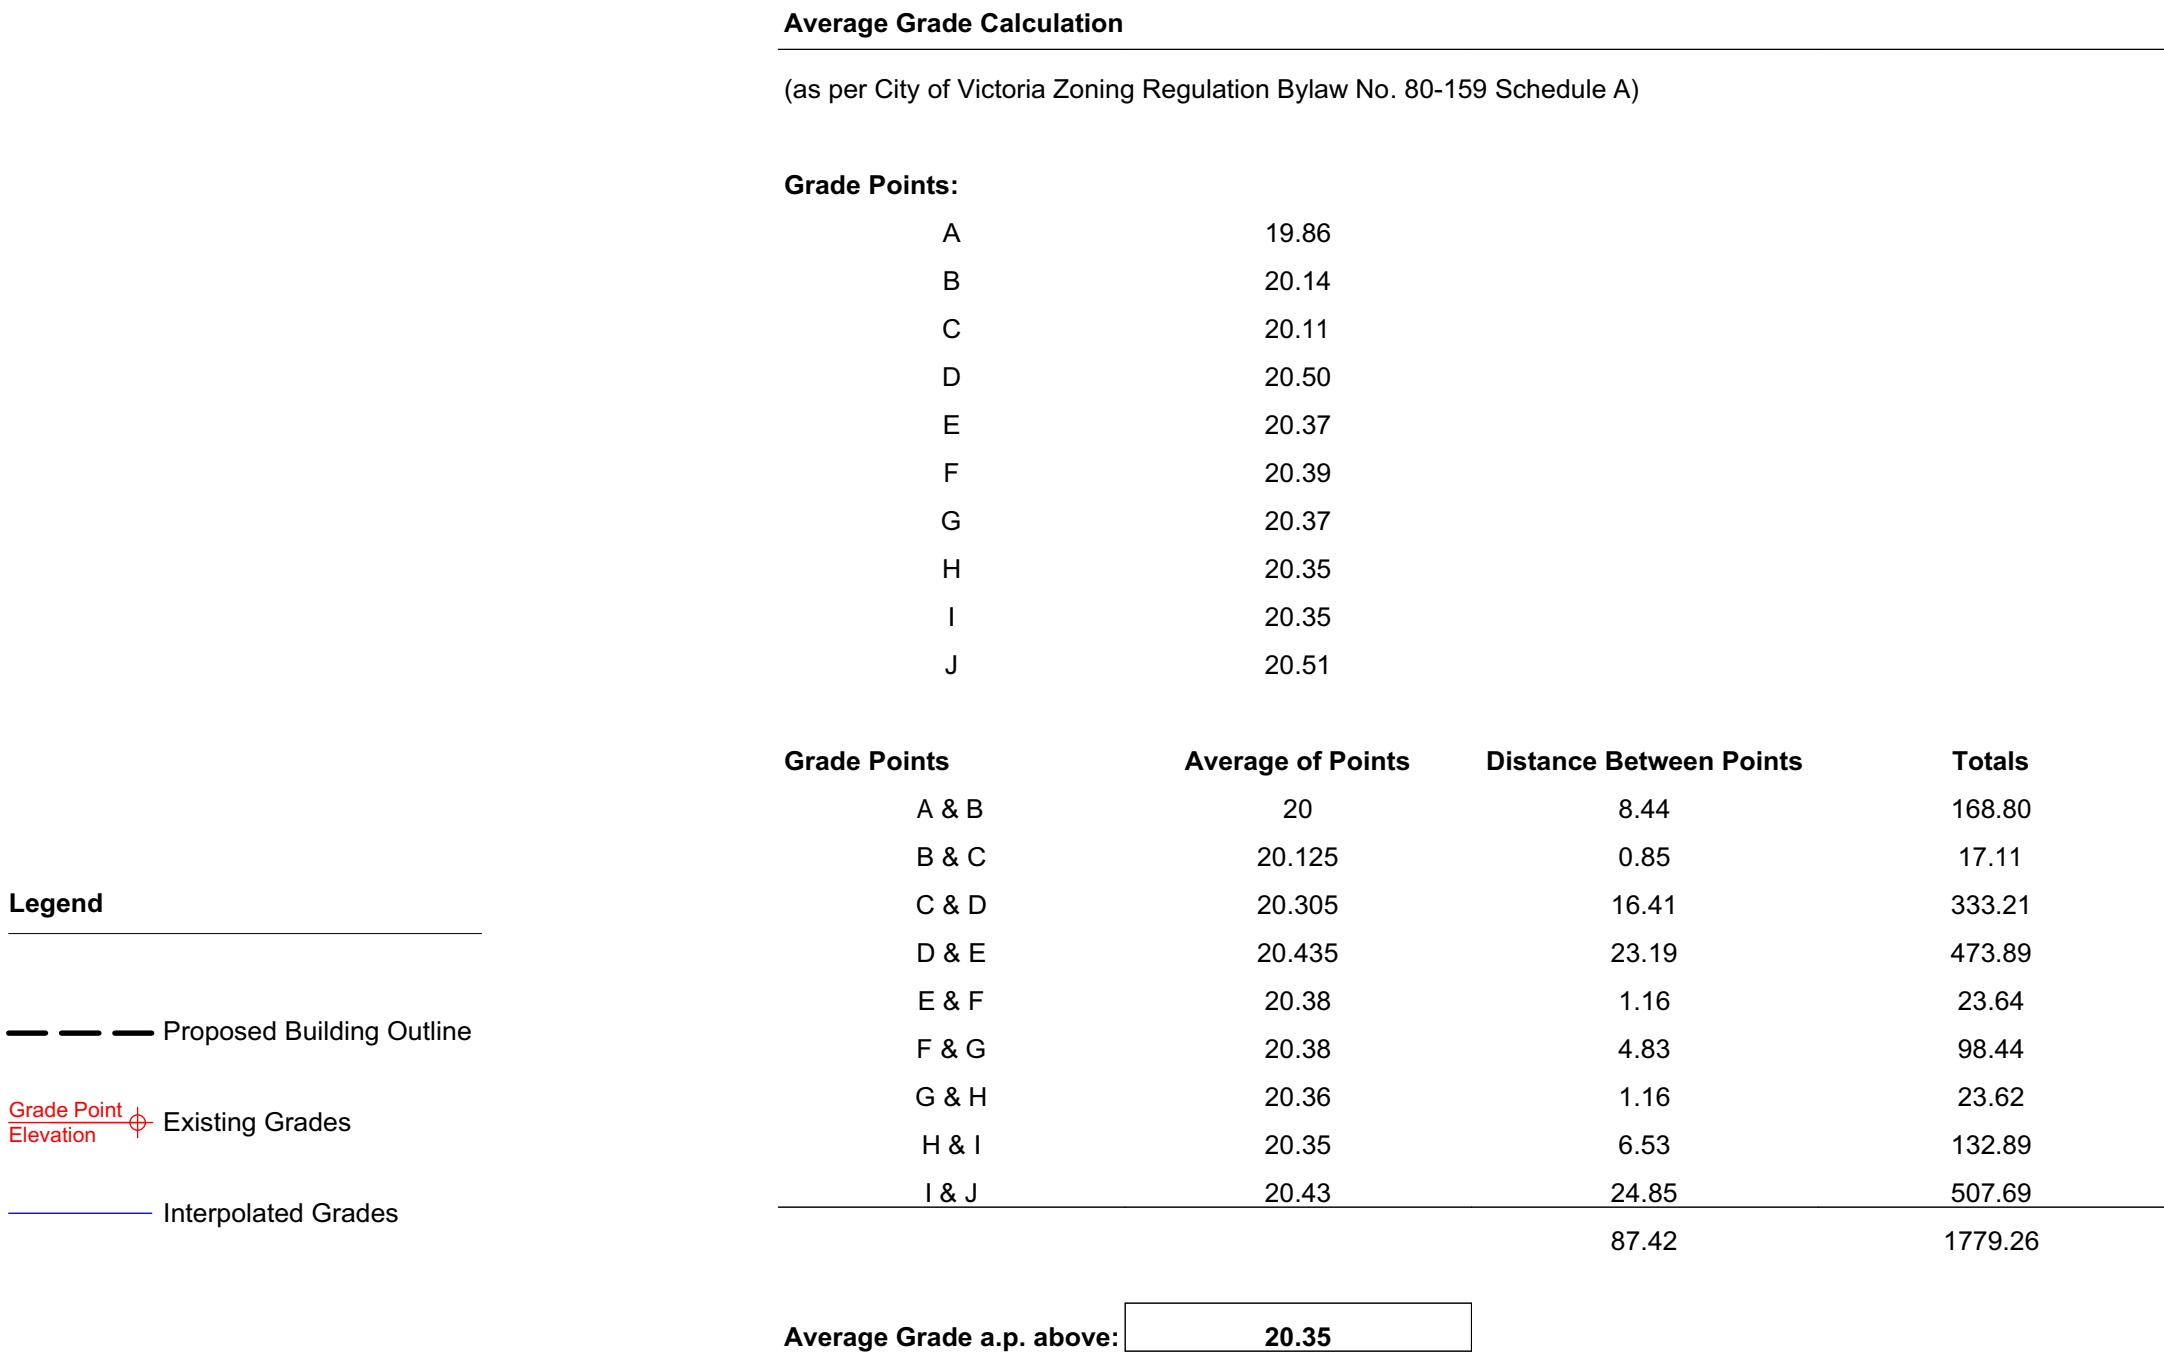 Average Grade Calculation
(as per City of Victoria Zoning Regulation Bylaw No. 80-159 Schedule A)
Grade Points:
A 19.86
B 20.14
C 20.11
D 20.50
E 20.37
F 20.39
G 20.37
H 20.35
I 20.35
J 20.51
Grade Points Average of Points Distance Between Points Totals
A & B 20 8.44 168.80
B & C 20.125 0.85 17.11
C & D 20.305 16.41 333.21
D & E 20.435 23.19 473.89
E & F 20.38 1.16 23.64
F & G 20.38 4.83 98.44
G & H 20.36 1.16 23.62
H & I 20.35 6.53 132.89
I & J 20.43 24.85 507.69
87.42 1779.26
Average Grade a.p. above: 20.35
Legend
Proposed Building Outline
Grade Point
Elevation
Existing Grades
Interpolated Grades